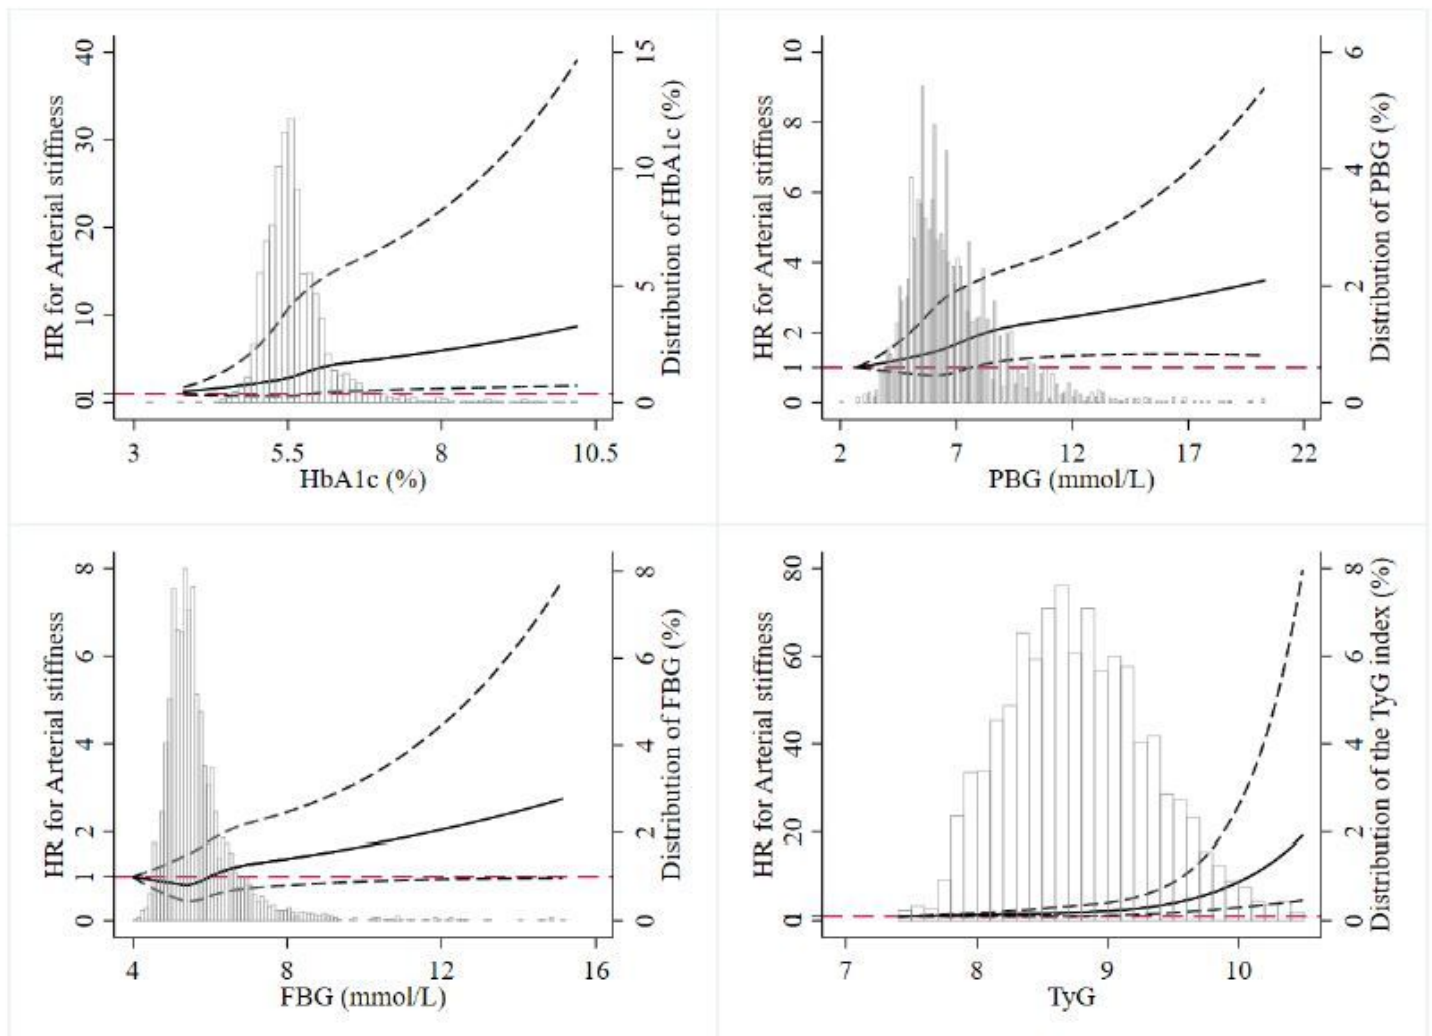 HR for Arterial stiffness
40
30
20
10
0
1
15
10
5
0
Distribution of HbA1c (%)
3 5.5 8 10.5
HbA1c (%)
HR for Arterial stiffness
10
8
6
4
2
1
0
6
4
2
0
Distribution of PBG (%)
2 7 12 17 22
PBG (mmol/L)
HR for Arterial stiffness
8
6
4
2
1
0
8
6
4
2
0
Distribution of FBG (%)
4 8 12 16
FBG (mmol/L)
HR for Arterial stiffness
80
60
40
20
0
8
6
4
2
0
Distribution of the TyG index (%)
7 8 9 10
TyG